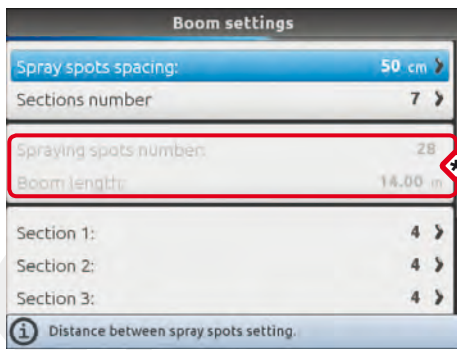 Boom settings
Spray spots spacing: 50 cm
Sections number 7
Spraying spots number: 28
Boom length: 14.00 m
*
Section 1: 4
Section 2: 4
Section 3: 4
Distance between spray spots setting.